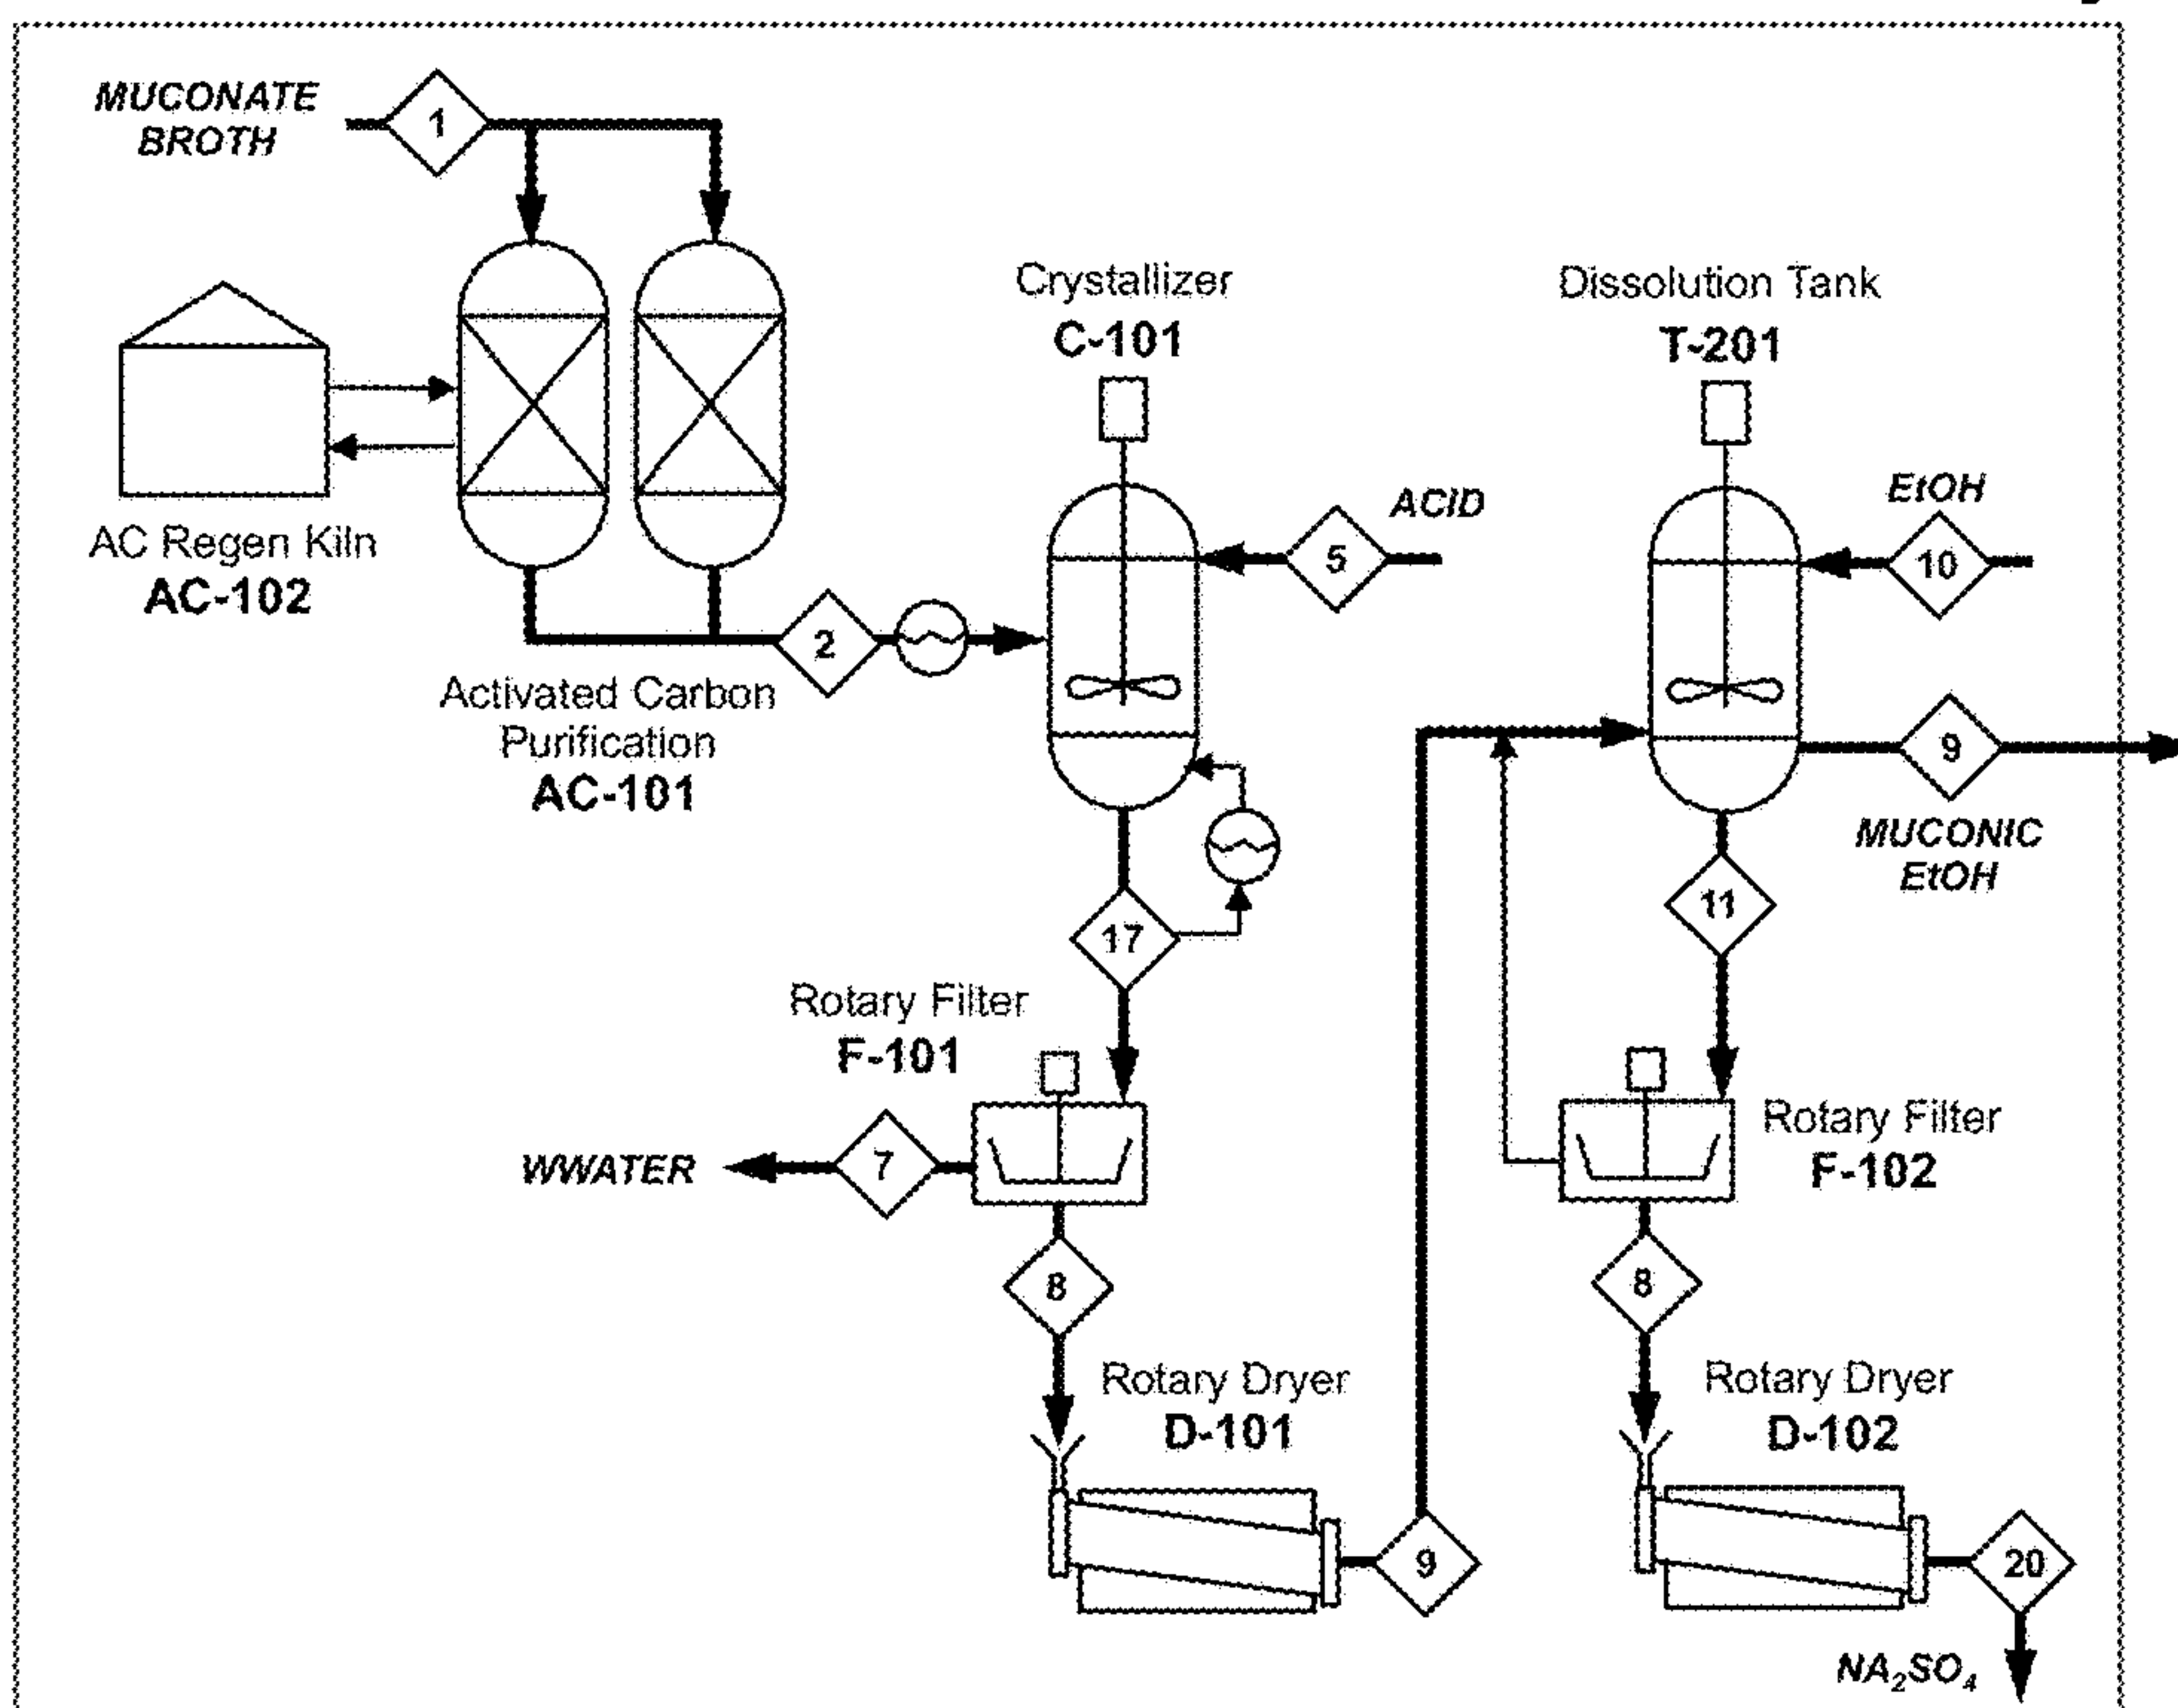 MUCONATE
BROTH
1
Crystallizer
C-101
Dissolution Tank
T-201
ACID
5
EtOH
10
AC Regen Kiln
AC-102
2
Activated Carbon
Purification
AC-101
9
MUCONIC
EtOH
17
11
Rotary Filter
F-101
WWATER
7
Rotary Filter
F-102
8
8
Rotary Dryer
D-101
Rotary Dryer
D-102
9
20
NA₂SO₄